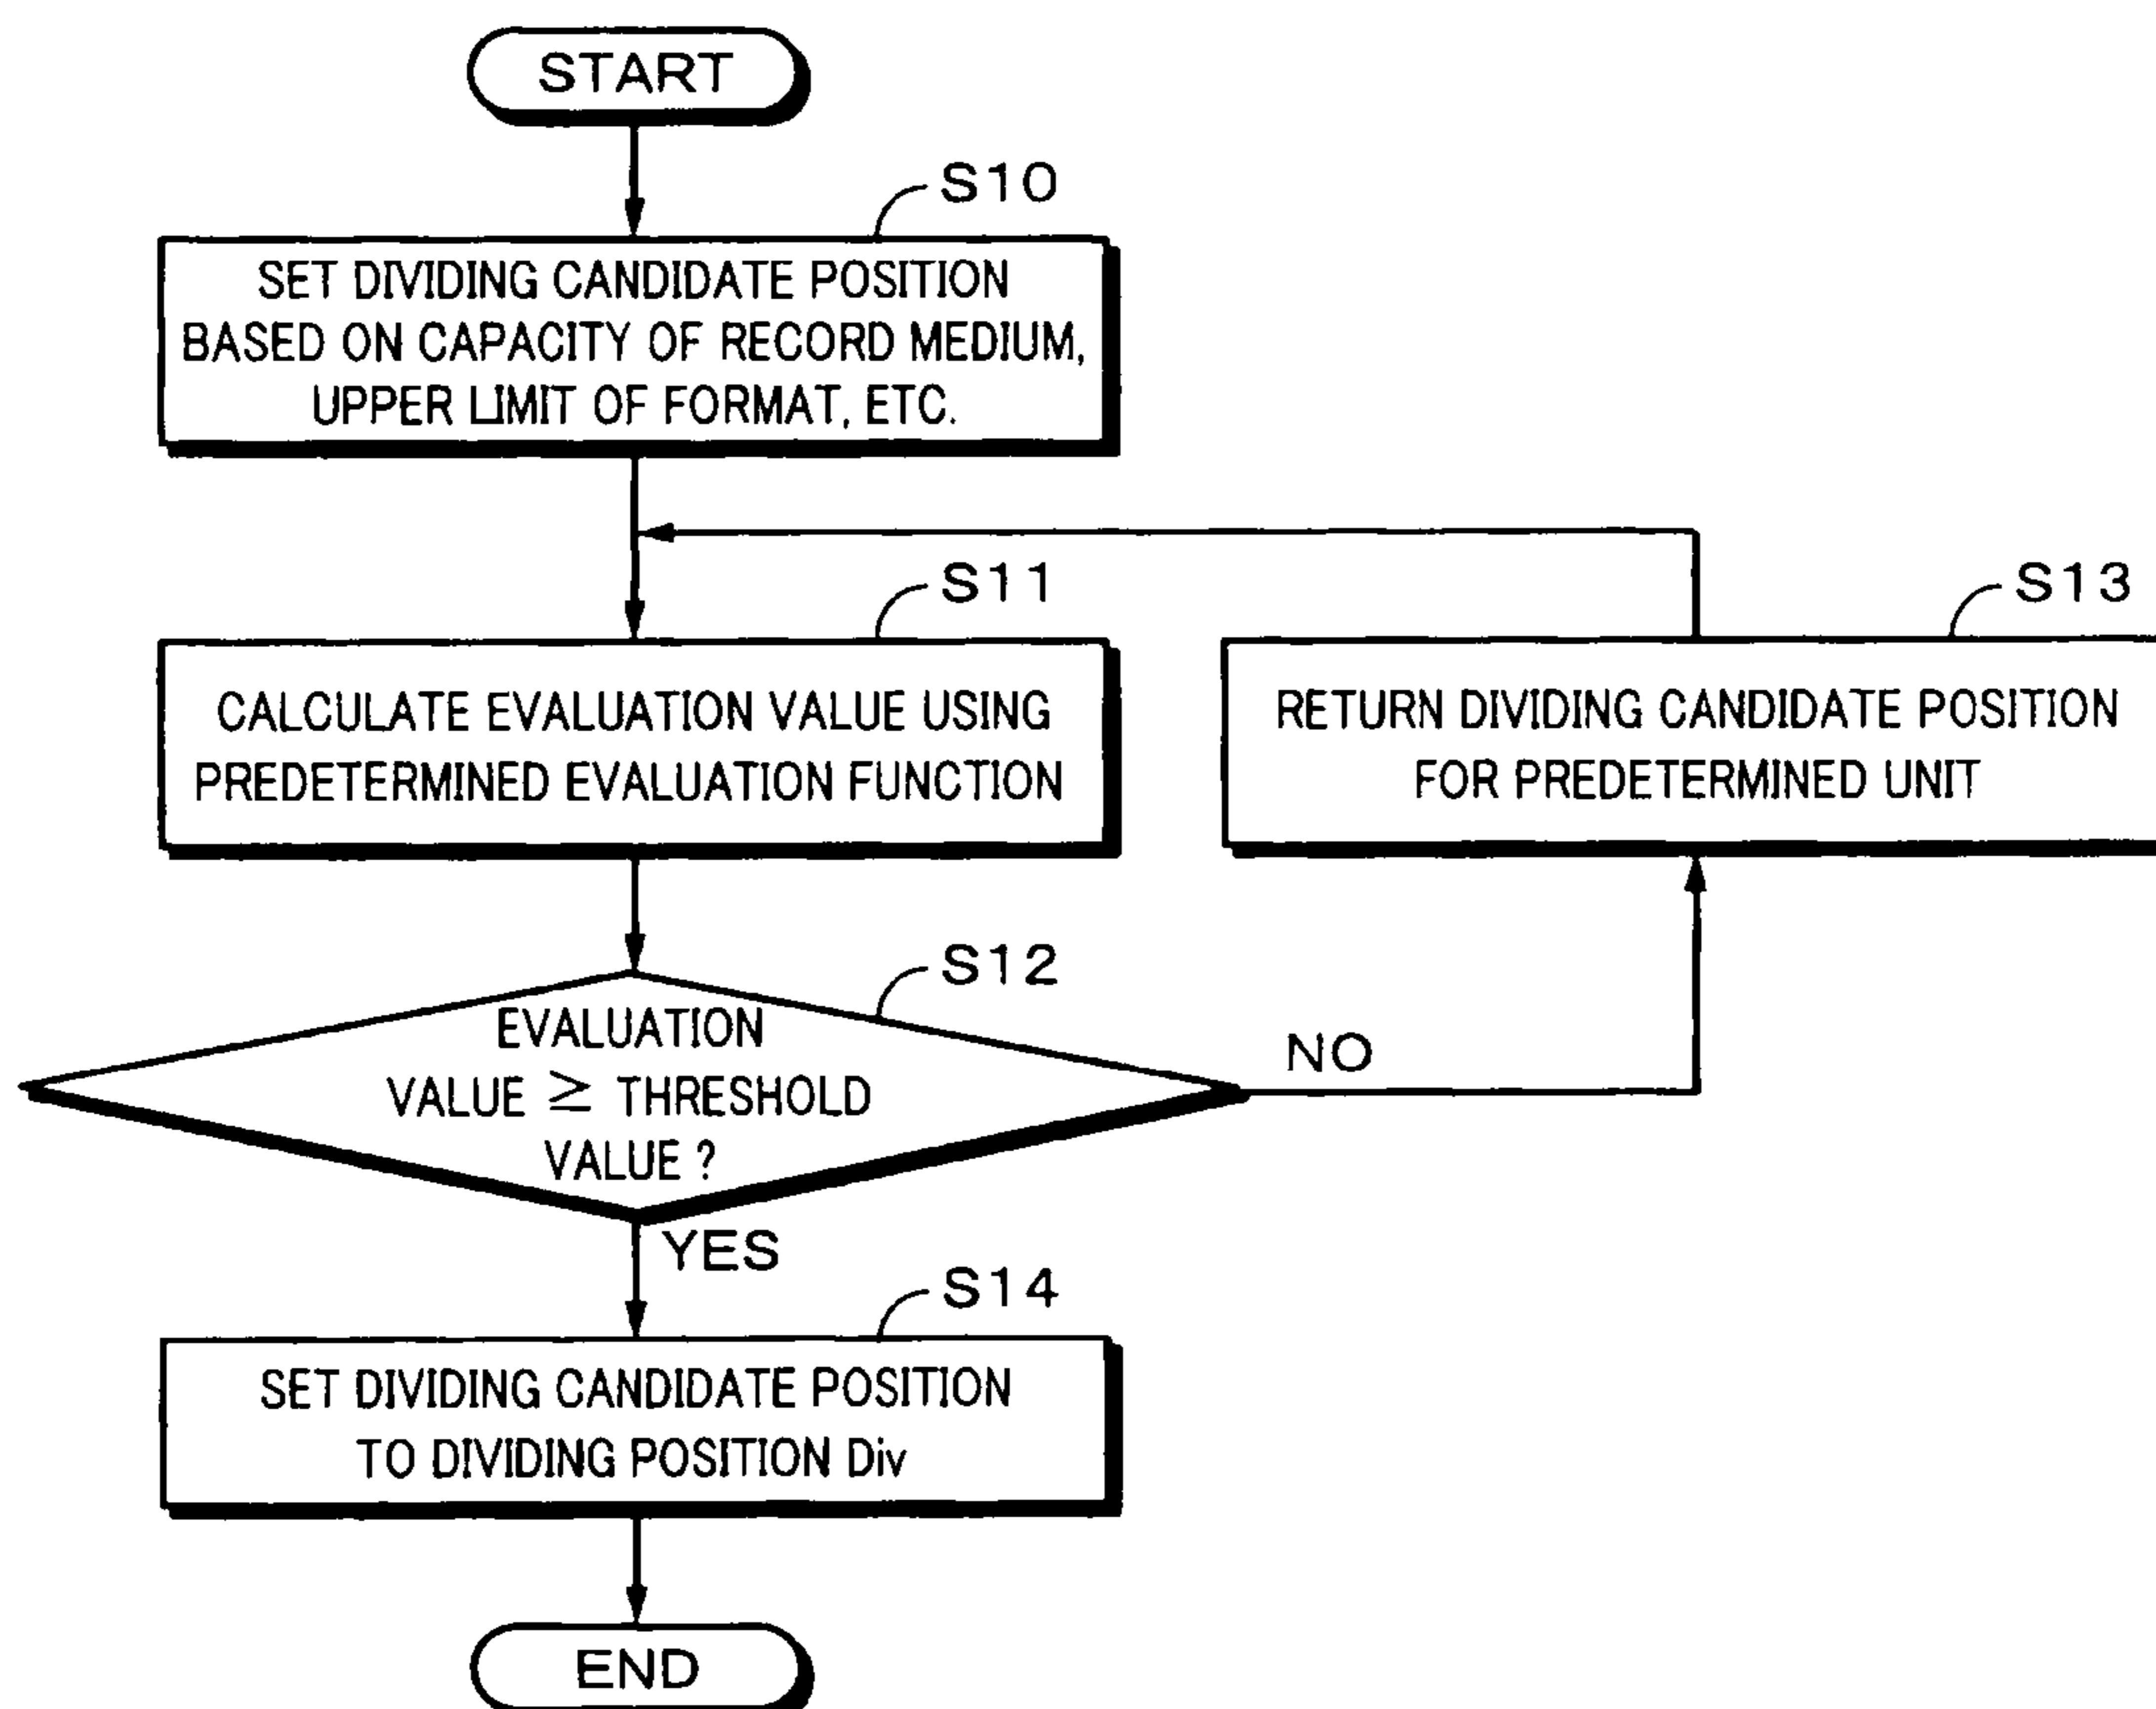 START
S10
SET DIVIDING CANDIDATE POSITION
BASED ON CAPACITY OF RECORD MEDIUM,
UPPER LIMIT OF FORMAT, ETC.
S11
CALCULATE EVALUATION VALUE USING
PREDETERMINED EVALUATION FUNCTION
S13
RETURN DIVIDING CANDIDATE POSITION
FOR PREDETERMINED UNIT
S12
EVALUATION
VALUE ≥ THRESHOLD
VALUE ?
NO
YES
S14
SET DIVIDING CANDIDATE POSITION
TO DIVIDING POSITION Div
END